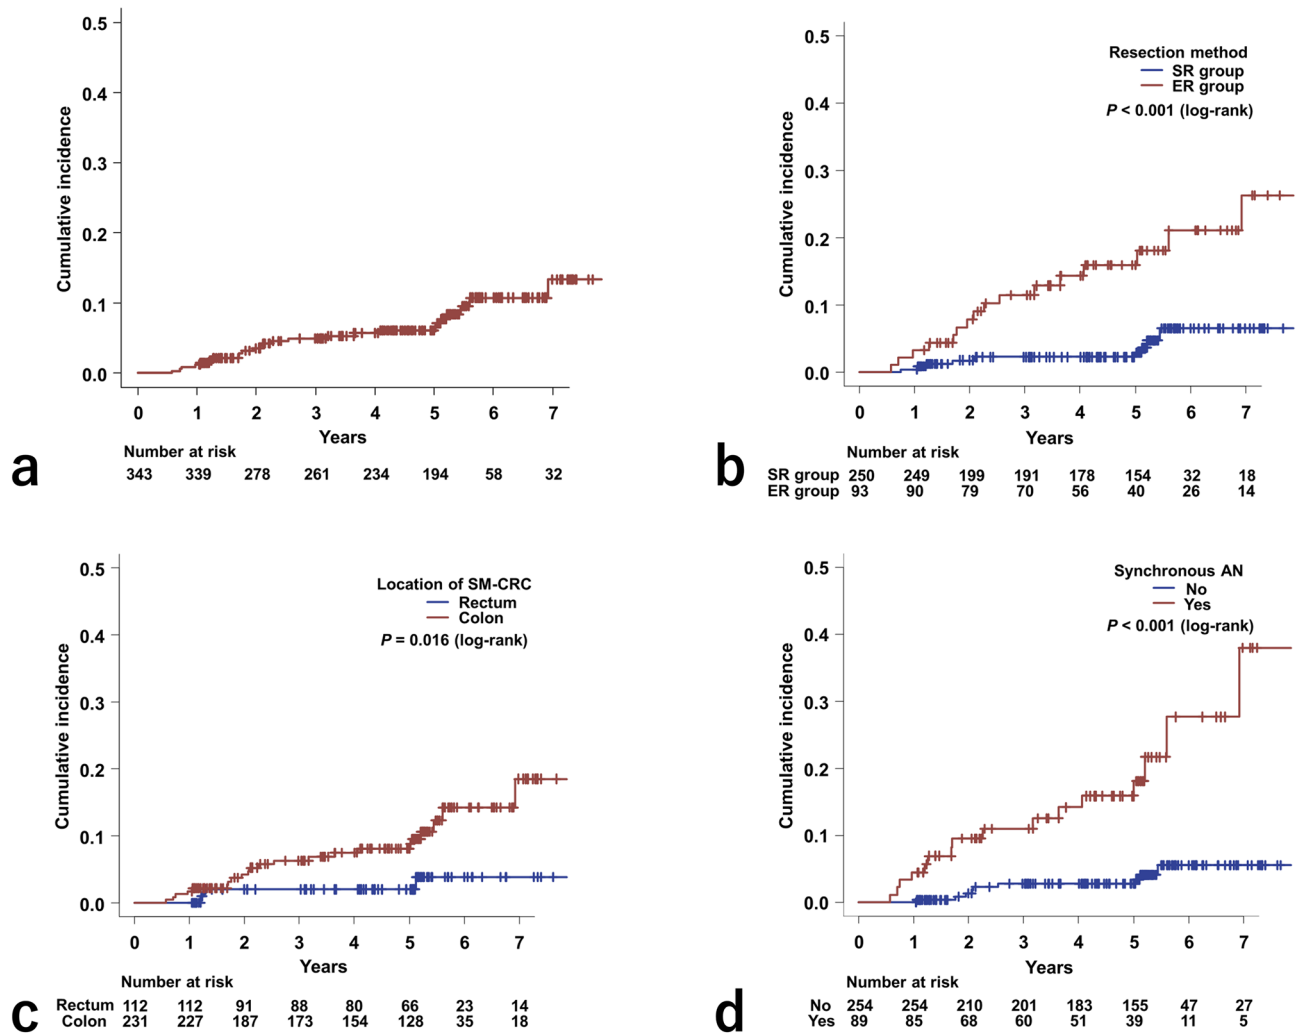 0.5
0.4
0.3
0.2
0.1
0.0
Cumulative incidence
0 1 2 3 4 5 6 7
Years
Number at risk
343 339 278 261 234 194 58 32
a
0.5
0.4
0.3
0.2
0.1
0.0
Cumulative incidence
Resection method
SR group
ER group
P < 0.001 (log-rank)
0 1 2 3 4 5 6 7
Years
Number at risk
SR group 250 249 199 191 178 154 32 18
ER group 93 90 79 70 56 40 26 14
b
0.5
0.4
0.3
0.2
0.1
0.0
Cumulative incidence
Location of SM-CRC
Rectum
Colon
P = 0.016 (log-rank)
0 1 2 3 4 5 6 7
Years
Number at risk
Rectum 112 112 91 88 80 66 23 14
Colon 231 227 187 173 154 128 35 18
c
0.5
0.4
0.3
0.2
0.1
0.0
Cumulative incidence
Synchronous AN
No
Yes
P < 0.001 (log-rank)
0 1 2 3 4 5 6 7
Years
Number at risk
No 254 254 210 201 183 155 47 27
Yes 89 85 68 60 51 39 11 5
d